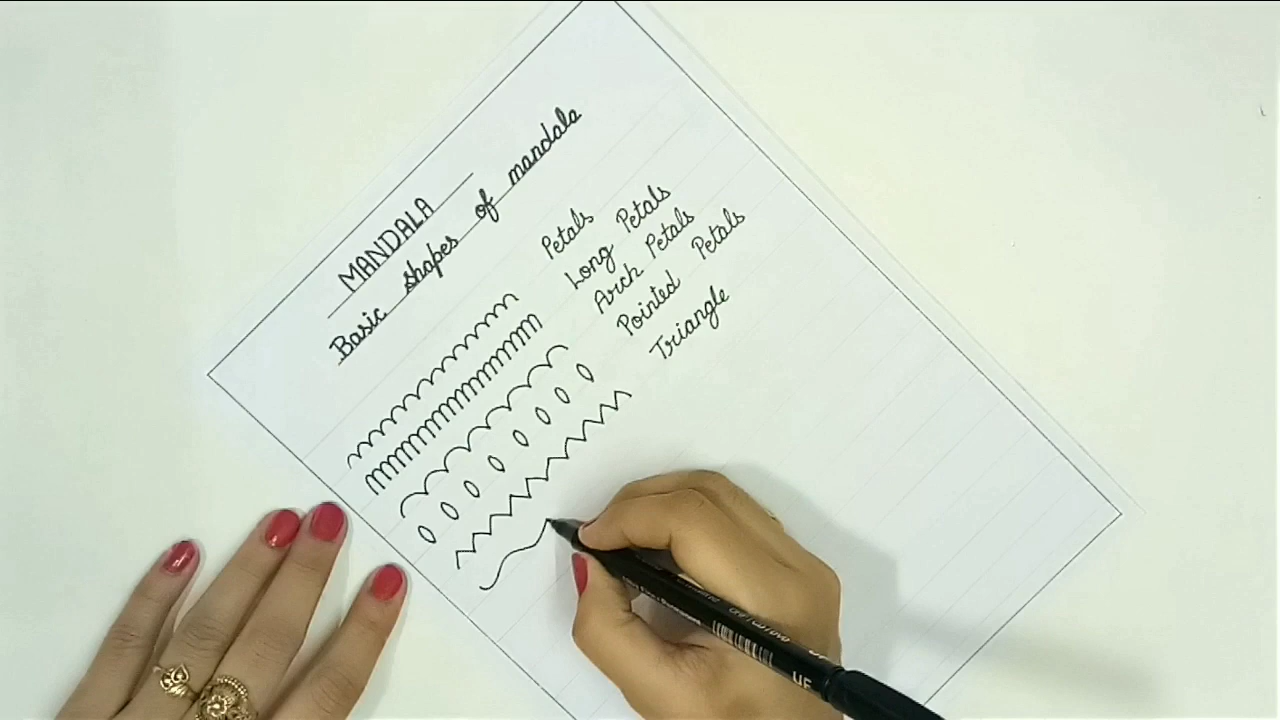 MANDALA
Basic shapes of mandala
Petals
Long Petals
Arch Petals
Pointed Petals
Triangle